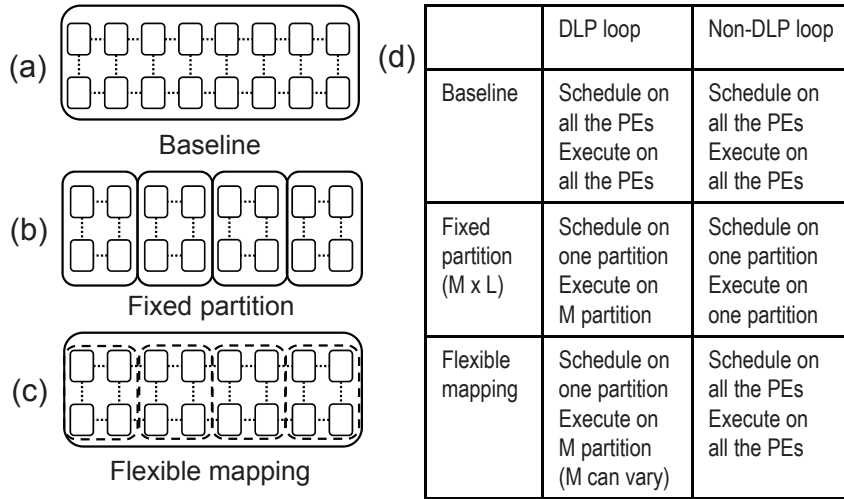 (a)
Baseline
(b)
Fixed partition
(c)
Flexible mapping
(d)
DLP loop
Non-DLP loop
Baseline
Schedule on
all the PEs
Execute on
all the PEs
Schedule on
all the PEs
Execute on
all the PEs
Fixed
partition
(M x L)
Schedule on
one partition
Execute on
M partition
Schedule on
one partition
Execute on
one partition
Flexible
mapping
Schedule on
one partition
Execute on
M partition
(M can vary)
Schedule on
all the PEs
Execute on
all the PEs